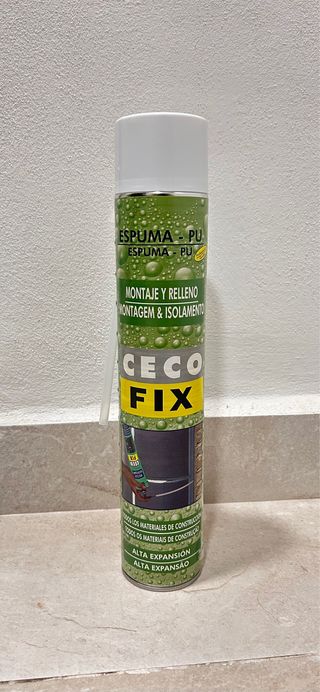 ESPUMA - PU
ESPUMA - PU
MONTAJE Y RELLENO
MONTAGEM & ISOLAMENTO
CECO
FIX
TODOS LOS MATERIALES DE CONSTRUCCIÓN
TODOS OS MATERIAIS DE CONSTRUÇÃO
ALTA EXPANSIÓN
ALTA EXPANSÃO